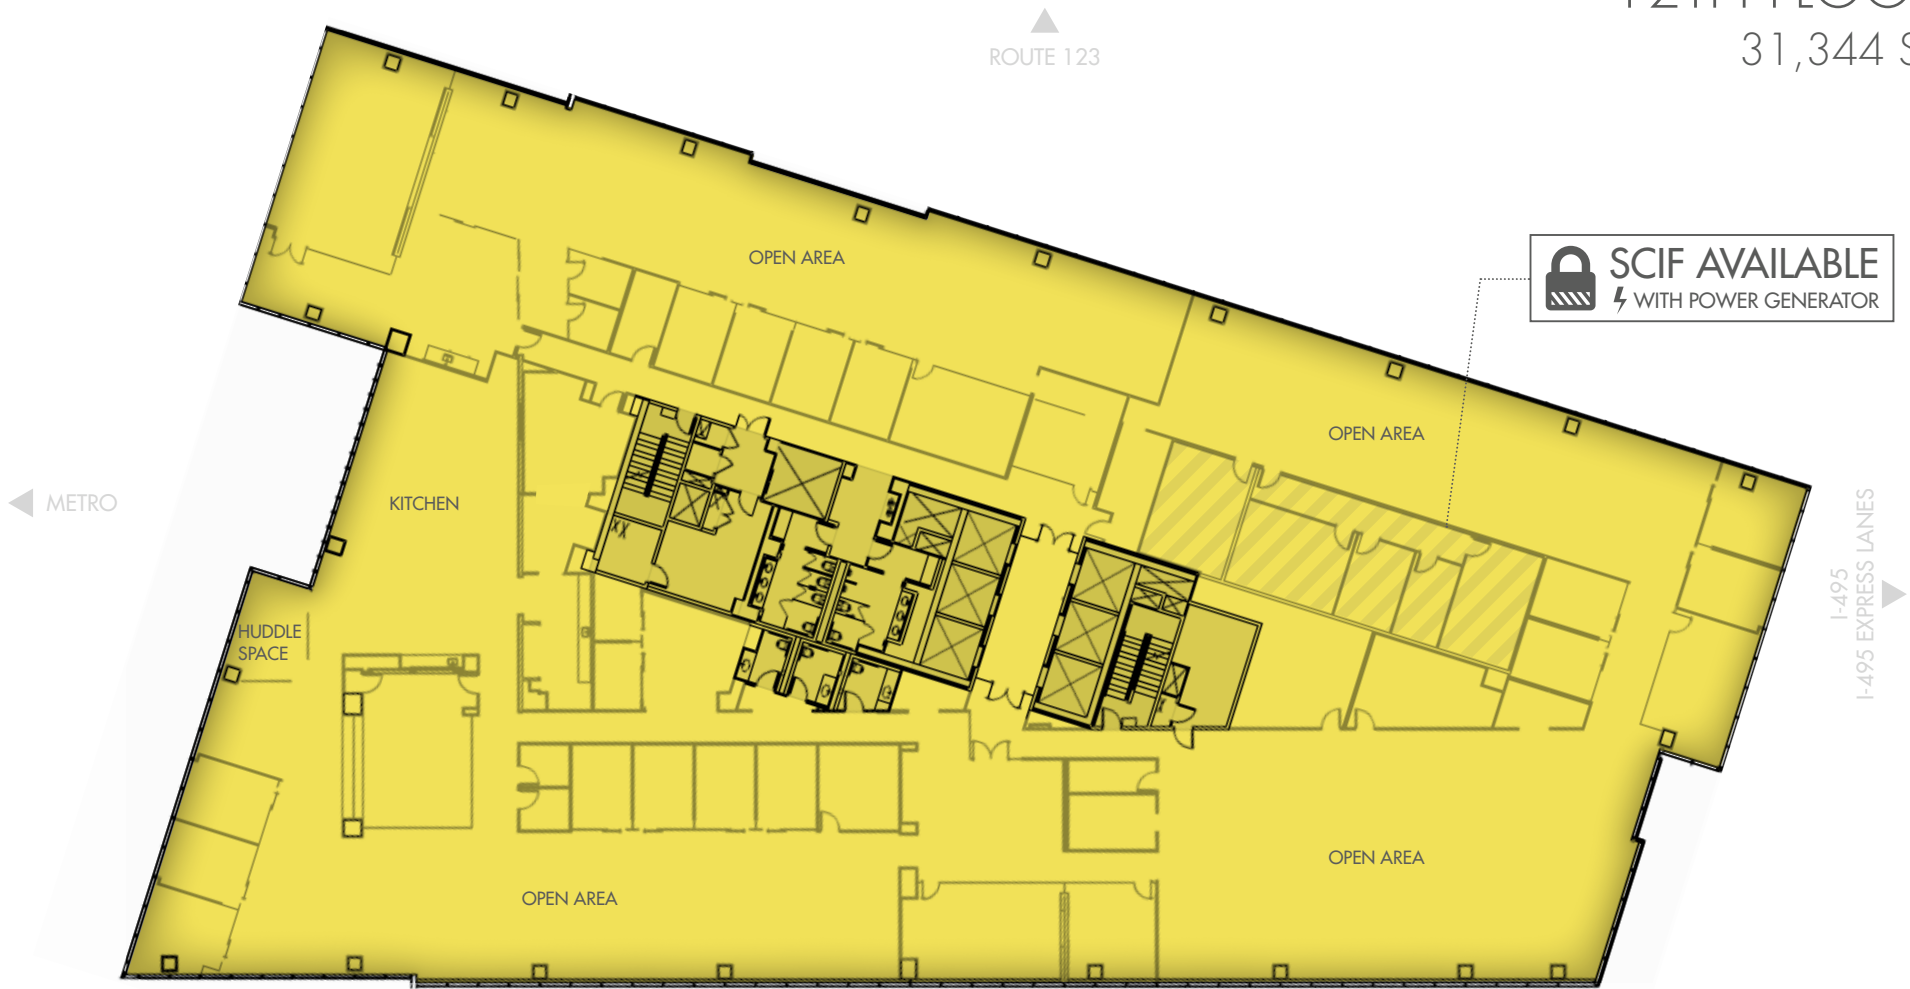 31,344
ROUTE 123
SCIF AVAILABLE
WITH POWER GENERATOR
OPEN AREA
OPEN AREA
METRO
KITCHEN
I-495
I-495 EXPRESS LANES
HUDDLE
SPACE
OPEN AREA
OPEN AREA